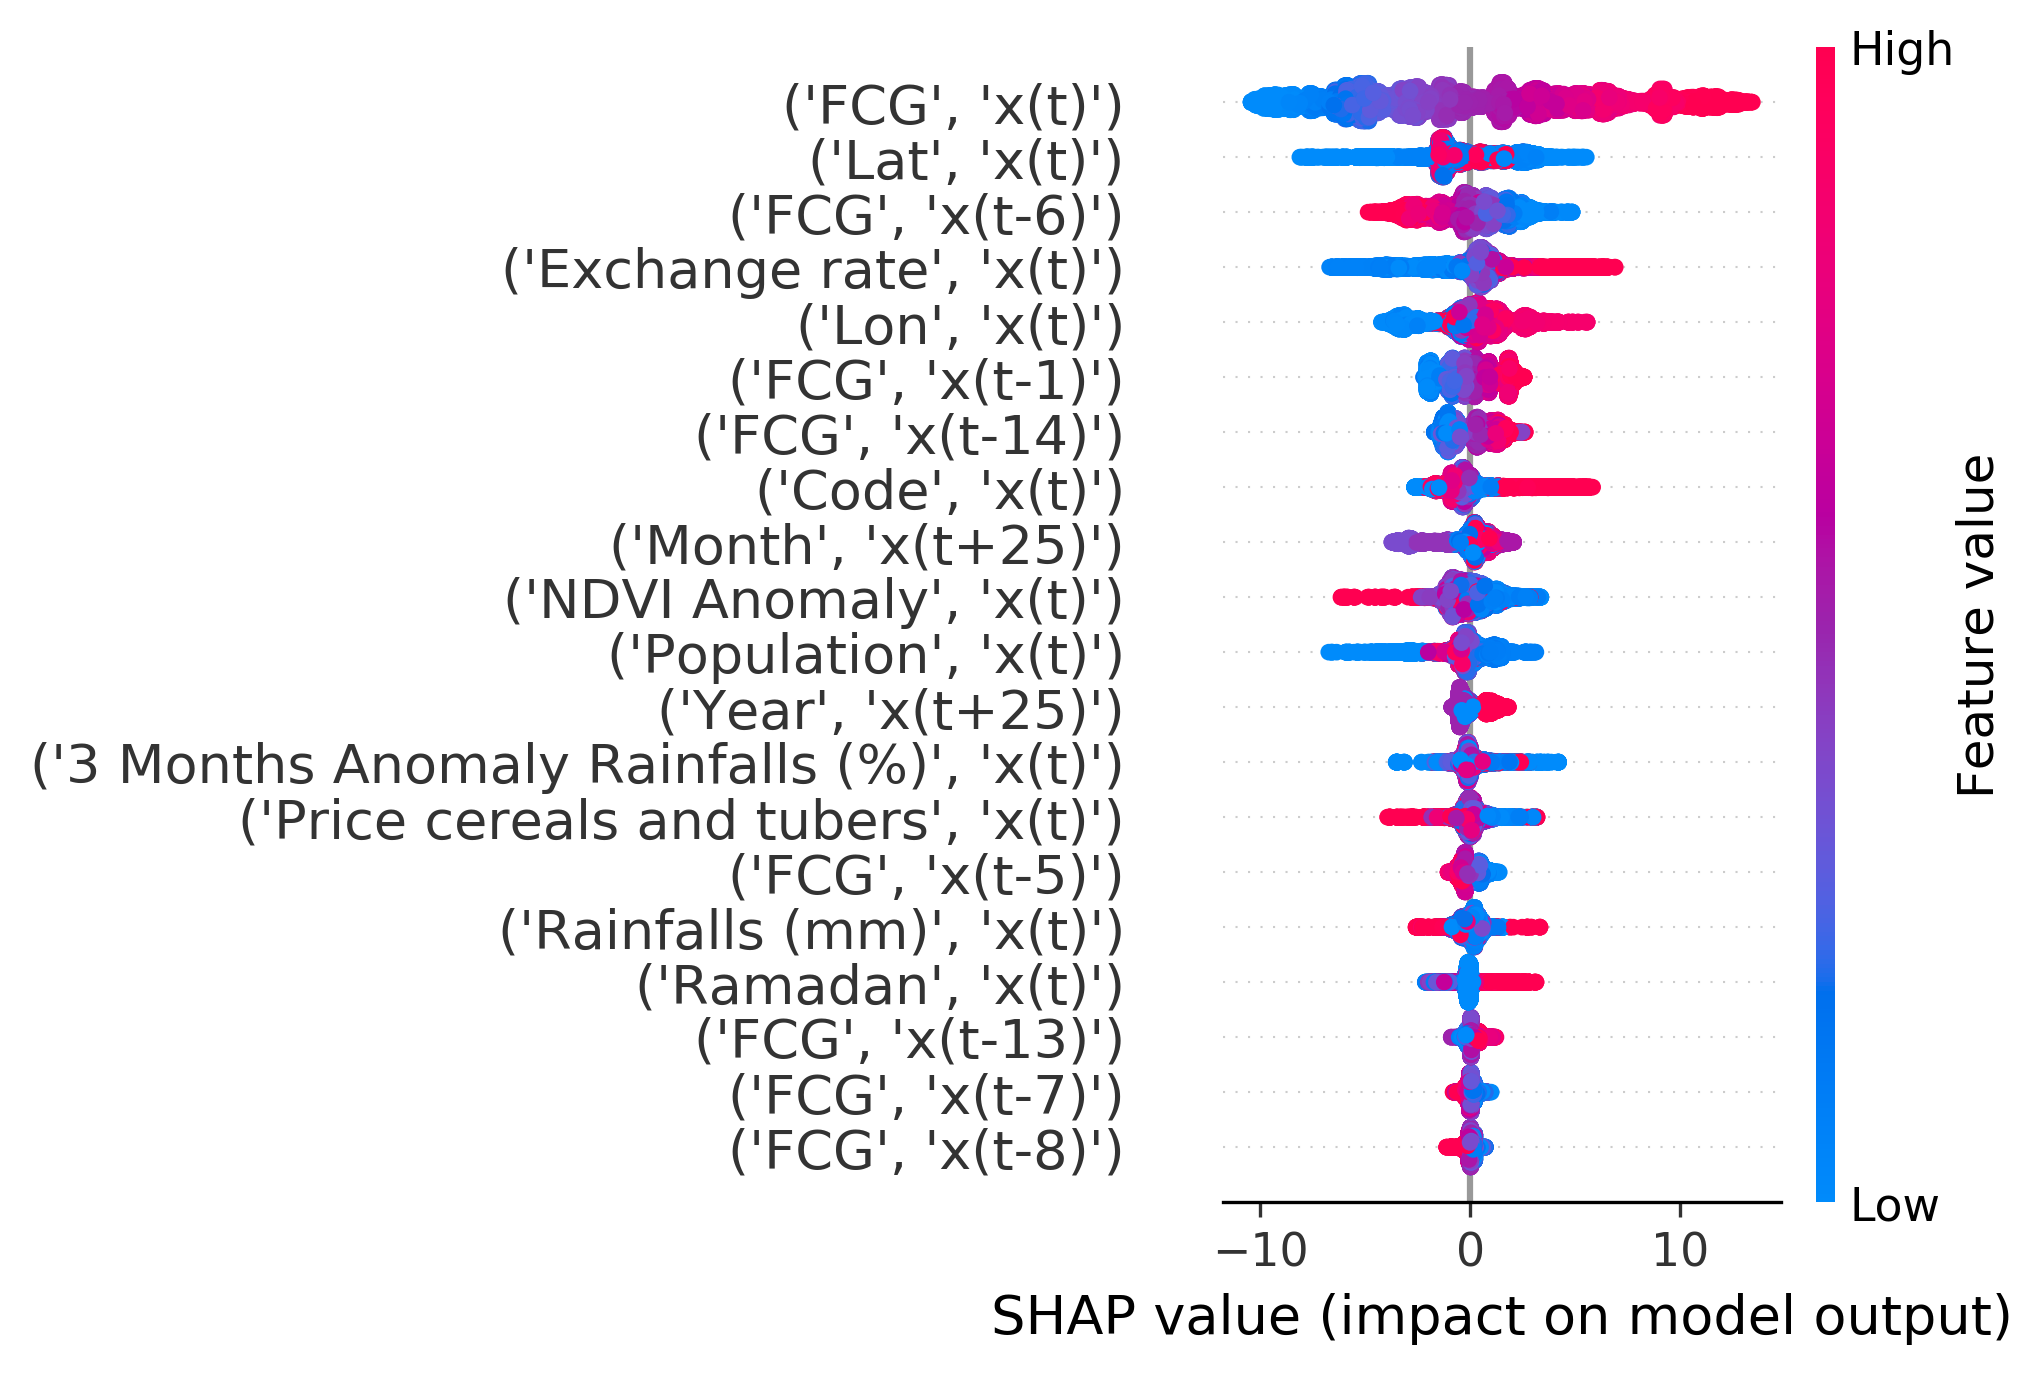 High
('FCG', 'x(t)')
('Lat', 'x(t)')
('FCG', 'x(t-6)')
('Exchange rate', 'x(t)')
('Lon', 'x(t)')
('FCG', 'x(t-1)')
('FCG', 'x(t-14)')
('Code', 'x(t)')
('Month', 'x(t+25)')
('NDVI Anomaly', 'x(t)')
('Population', 'x(t)')
('Year', 'x(t+25)')
('3 Months Anomaly Rainfalls (%)', 'x(t)')
('Price cereals and tubers', 'x(t)')
('FCG', 'x(t-5)')
('Rainfalls (mm)', 'x(t)')
('Ramadan', 'x(t)')
('FCG', 'x(t-13)')
('FCG', 'x(t-7)')
('FCG', 'x(t-8)')
Feature value
Low
−10 0 10
SHAP value (impact on model output)